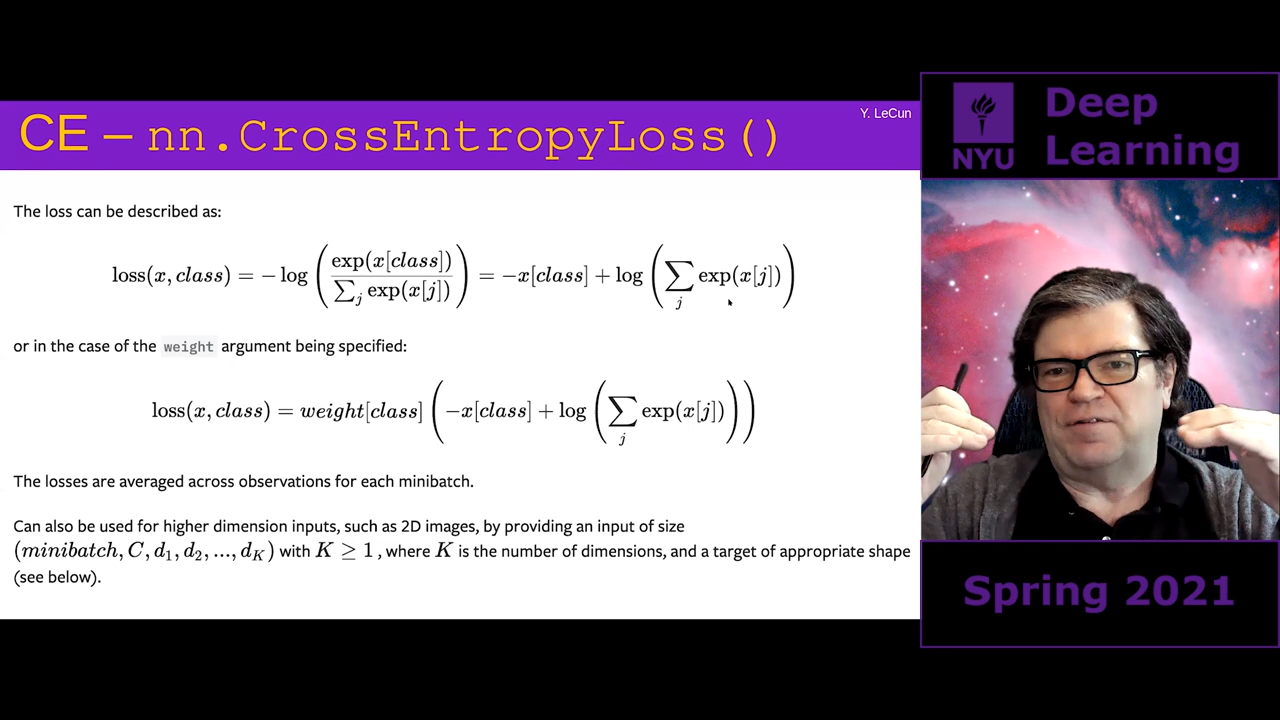 CE – nn.CrossEntropyLoss()
Y. LeCun
The loss can be described as:
loss(x, class) = − log ( exp(x[class]) / ∑_j exp(x[j]) ) = −x[class] + log ( ∑_j exp(x[j]) )
or in the case of the weight argument being specified:
loss(x, class) = weight[class] ( −x[class] + log ( ∑_j exp(x[j]) ) )
The losses are averaged across observations for each minibatch.
Can also be used for higher dimension inputs, such as 2D images, by providing an input of size
(minibatch, C, d_1, d_2, ..., d_K) with K ≥ 1, where K is the number of dimensions, and a target of appropriate shape
(see below).
NYU
Deep
Learning
Spring 2021